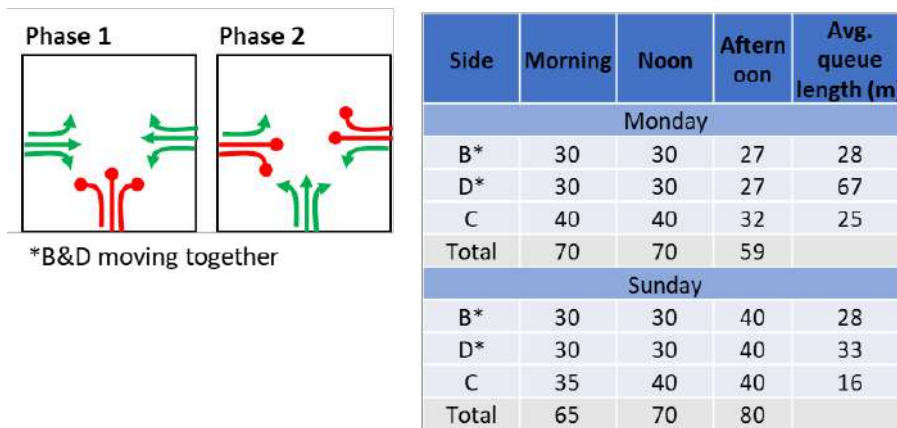 Phase 1
Phase 2
*B&D moving together
Side Morning Noon Aftern oon Avg. queue length (m
Monday
B* 30 30 27 28
D* 30 30 27 67
C 40 40 32 25
Total 70 70 59
Sunday
B* 30 30 40 28
D* 30 30 40 33
C 35 40 40 16
Total 65 70 80